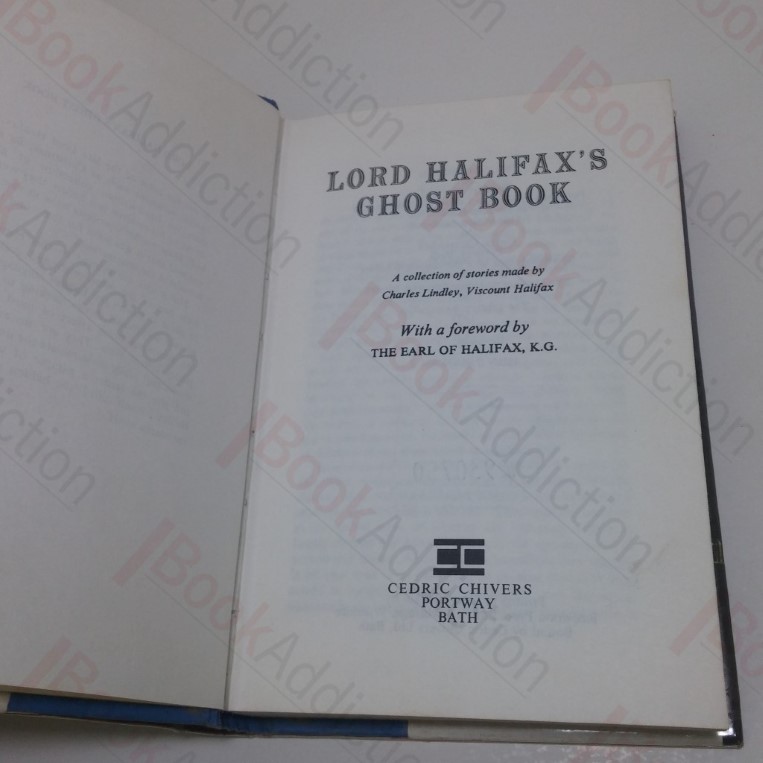 LORD HALIFAX'S
GHOST BOOK
A collection of stories made by
Charles Lindley, Viscount Halifax
With a foreword by
THE EARL OF HALIFAX, K.G.
CEDRIC CHIVERS
PORTWAY
BATH
BookAddiction